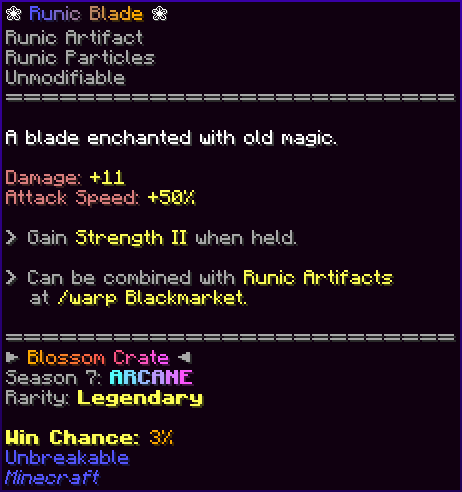 ❀ Runic Blade ❀
Runic Artifact
Runic Particles
Unmodifiable
==============================
A blade enchanted with old magic.
Damage: +11
Attack Speed: +50%
> Gain Strength II when held.
> Can be combined with Runic Artifacts
at /warp Blackmarket.
==============================
► Blossom Crate ◄
Season 7: ARCANE
Rarity: Legendary
Win Chance: 3%
Unbreakable
Minecraft